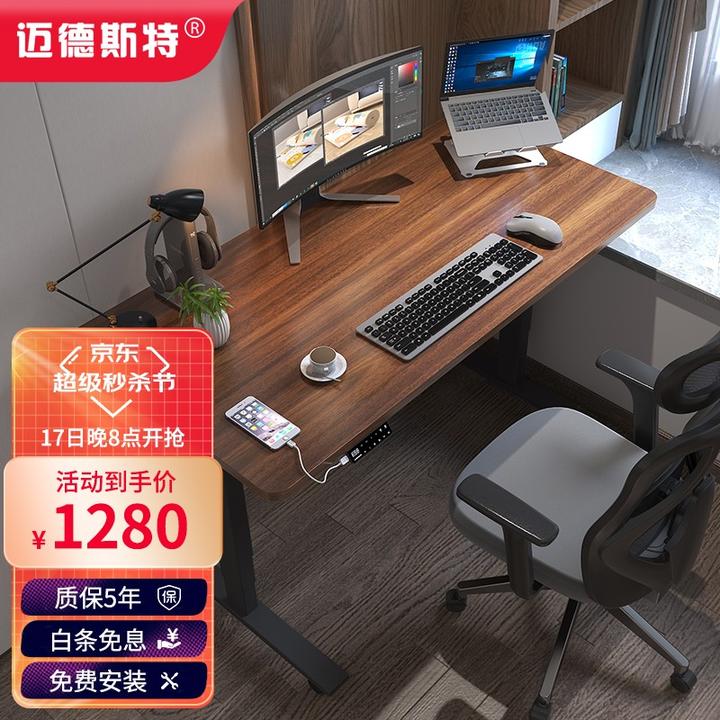 迈德斯特®
京东
超级秒杀节
17日晚8点开抢
活动到手价
¥1280
质保5年 保
白条免息 ¥
免费安装